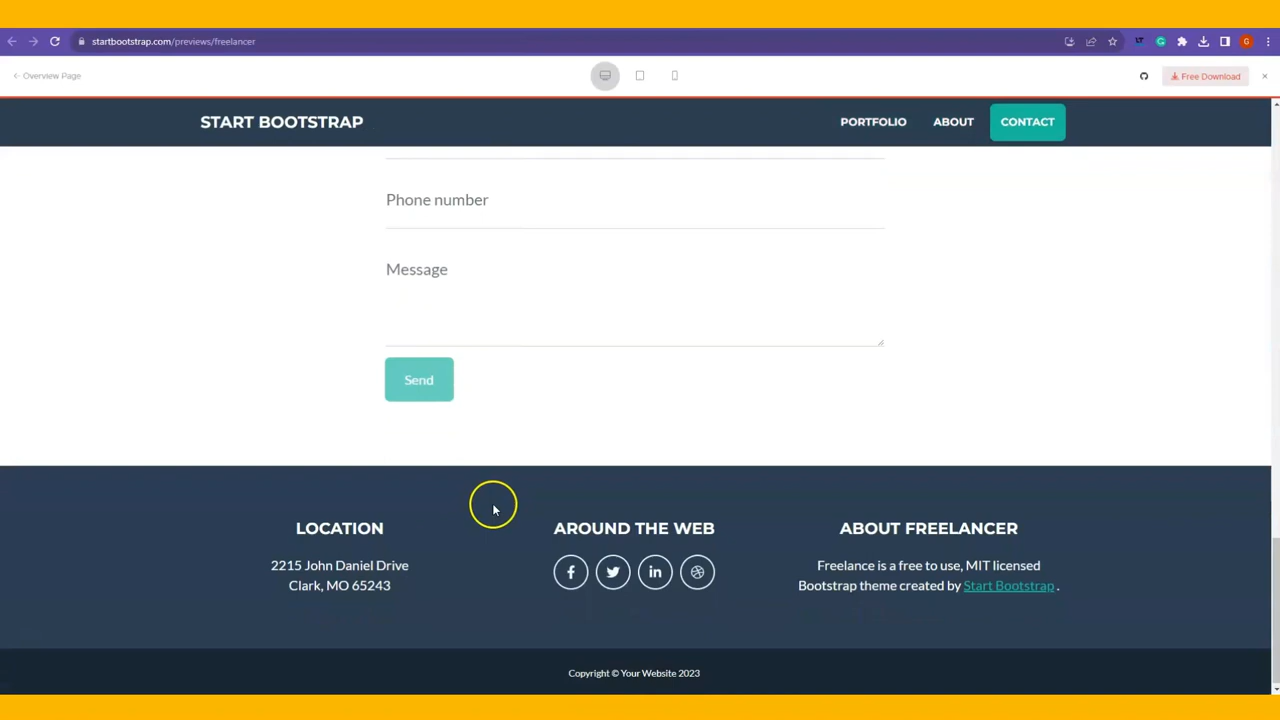 startbootstrap.com/previews/freelancer
G
Overview Page
Free Download
START BOOTSTRAP
PORTFOLIO
ABOUT
CONTACT
Phone number
Message
Send
LOCATION
2215 John Daniel Drive
Clark, MO 65243
AROUND THE WEB
ABOUT FREELANCER
Freelance is a free to use, MIT licensed
Bootstrap theme created by Start Bootstrap .
Copyright © Your Website 2023